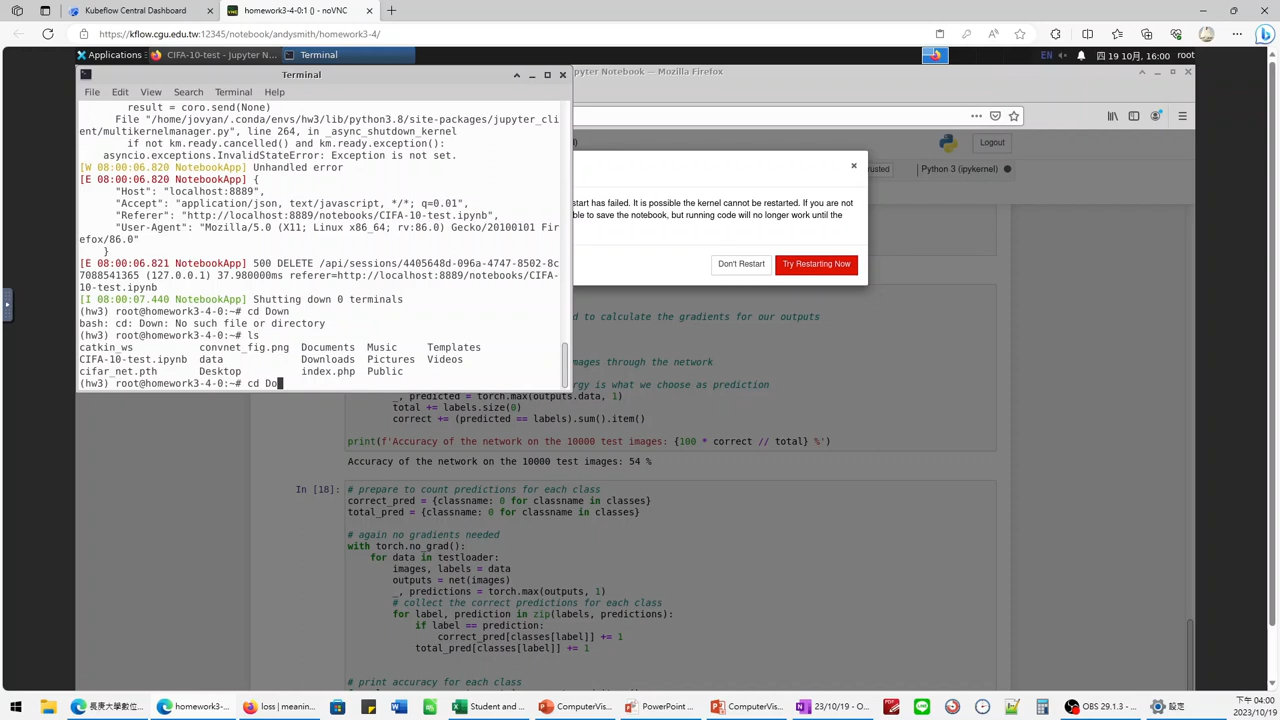 Kubeflow Central Dashboard
homework3-4-0:1 () - noVNC
https://kflow.cgu.edu.tw:12345/notebook/andysmith/homework3-4/
Applications
CIFA-10-test - Jupyter N...
Terminal
EN
四 19 10月, 16:00
root
Terminal
pyter Notebook — Mozilla Firefox
File Edit View Search Terminal Help
result = coro.send(None)
File "/home/jovyan/.conda/envs/hw3/lib/python3.8/site-packages/jupyter_cli
ent/multikernelmanager.py", line 264, in _async_shutdown_kernel
if not km.ready.cancelled() and km.ready.exception():
asyncio.exceptions.InvalidStateError: Exception is not set.
[W 08:00:06.820 NotebookApp] Unhandled error
[E 08:00:06.820 NotebookApp] {
"Host": "localhost:8889",
"Accept": "application/json, text/javascript, */*; q=0.01",
"Referer": "http://localhost:8889/notebooks/CIFA-10-test.ipynb",
"User-Agent": "Mozilla/5.0 (X11; Linux x86_64; rv:86.0) Gecko/20100101 Fir
efox/86.0"
}
[E 08:00:06.821 NotebookApp] 500 DELETE /api/sessions/4405648d-096a-4747-8502-8c
7088541365 (127.0.0.1) 37.980000ms referer=http://localhost:8889/notebooks/CIFA-
10-test.ipynb
[I 08:00:07.440 NotebookApp] Shutting down 0 terminals
(hw3) root@homework3-4-0:~# cd Down
bash: cd: Down: No such file or directory
(hw3) root@homework3-4-0:~# ls
catkin_ws convnet_fig.png Documents Music Templates
CIFA-10-test.ipynb data Downloads Pictures Videos
cifar_net.pth Desktop index.php Public
(hw3) root@homework3-4-0:~# cd Do
Logout
rusted
Python 3 (ipykernel)
start has failed. It is possible the kernel cannot be restarted. If you are not
ble to save the notebook, but running code will no longer work until the
Don't Restart
Try Restarting Now
d to calculate the gradients for our outputs
mages through the network
ergy is what we choose as prediction
_, predicted = torch.max(outputs.data, 1)
total += labels.size(0)
correct += (predicted == labels).sum().item()
print(f'Accuracy of the network on the 10000 test images: {100 * correct // total} %')
Accuracy of the network on the 10000 test images: 54 %
In [18]:
# prepare to count predictions for each class
correct_pred = {classname: 0 for classname in classes}
total_pred = {classname: 0 for classname in classes}
# again no gradients needed
with torch.no_grad():
for data in testloader:
images, labels = data
outputs = net(images)
_, predictions = torch.max(outputs, 1)
# collect the correct predictions for each class
for label, prediction in zip(labels, predictions):
if label == prediction:
correct_pred[classes[label]] += 1
total_pred[classes[label]] += 1
# print accuracy for each class
長庚大學數位...
homework3-...
loss | meanin...
Student and ...
ComputerVis...
PowerPoint ...
ComputerVis...
23/10/19 - O...
OBS 29.1.3 - ...
設定
下午 04:00
2023/10/19